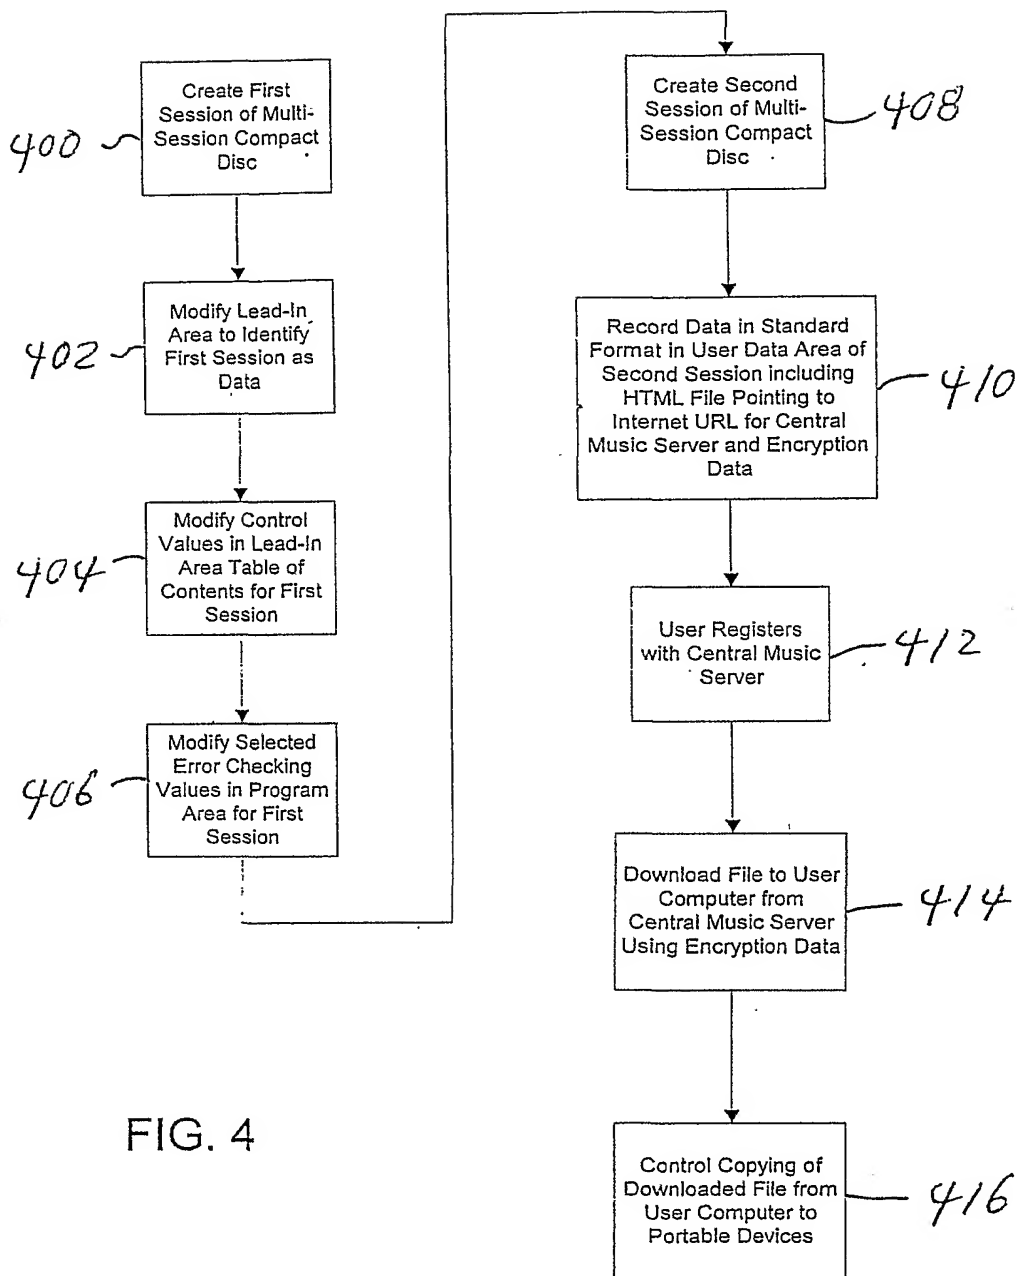 Create First
Session of Multi-
Session Compact
Disc
400
Modify Lead-In
Area to Identify
First Session as
Data
402
Modify Control
Values in Lead-In
Area Table of
Contents for First
Session
404
Modify Selected
Error Checking
Values in Program
Area for First
Session
406
Create Second
Session of Multi-
Session Compact
Disc
408
Record Data in Standard
Format in User Data Area of
Second Session including
HTML File Pointing to
Internet URL for Central
Music Server and Encryption
Data
410
User Registers
with Central Music
Server
412
Download File to User
Computer from
Central Music Server
Using Encryption Data
414
Control Copying of
Downloaded File from
User Computer to
Portable Devices
416
FIG. 4